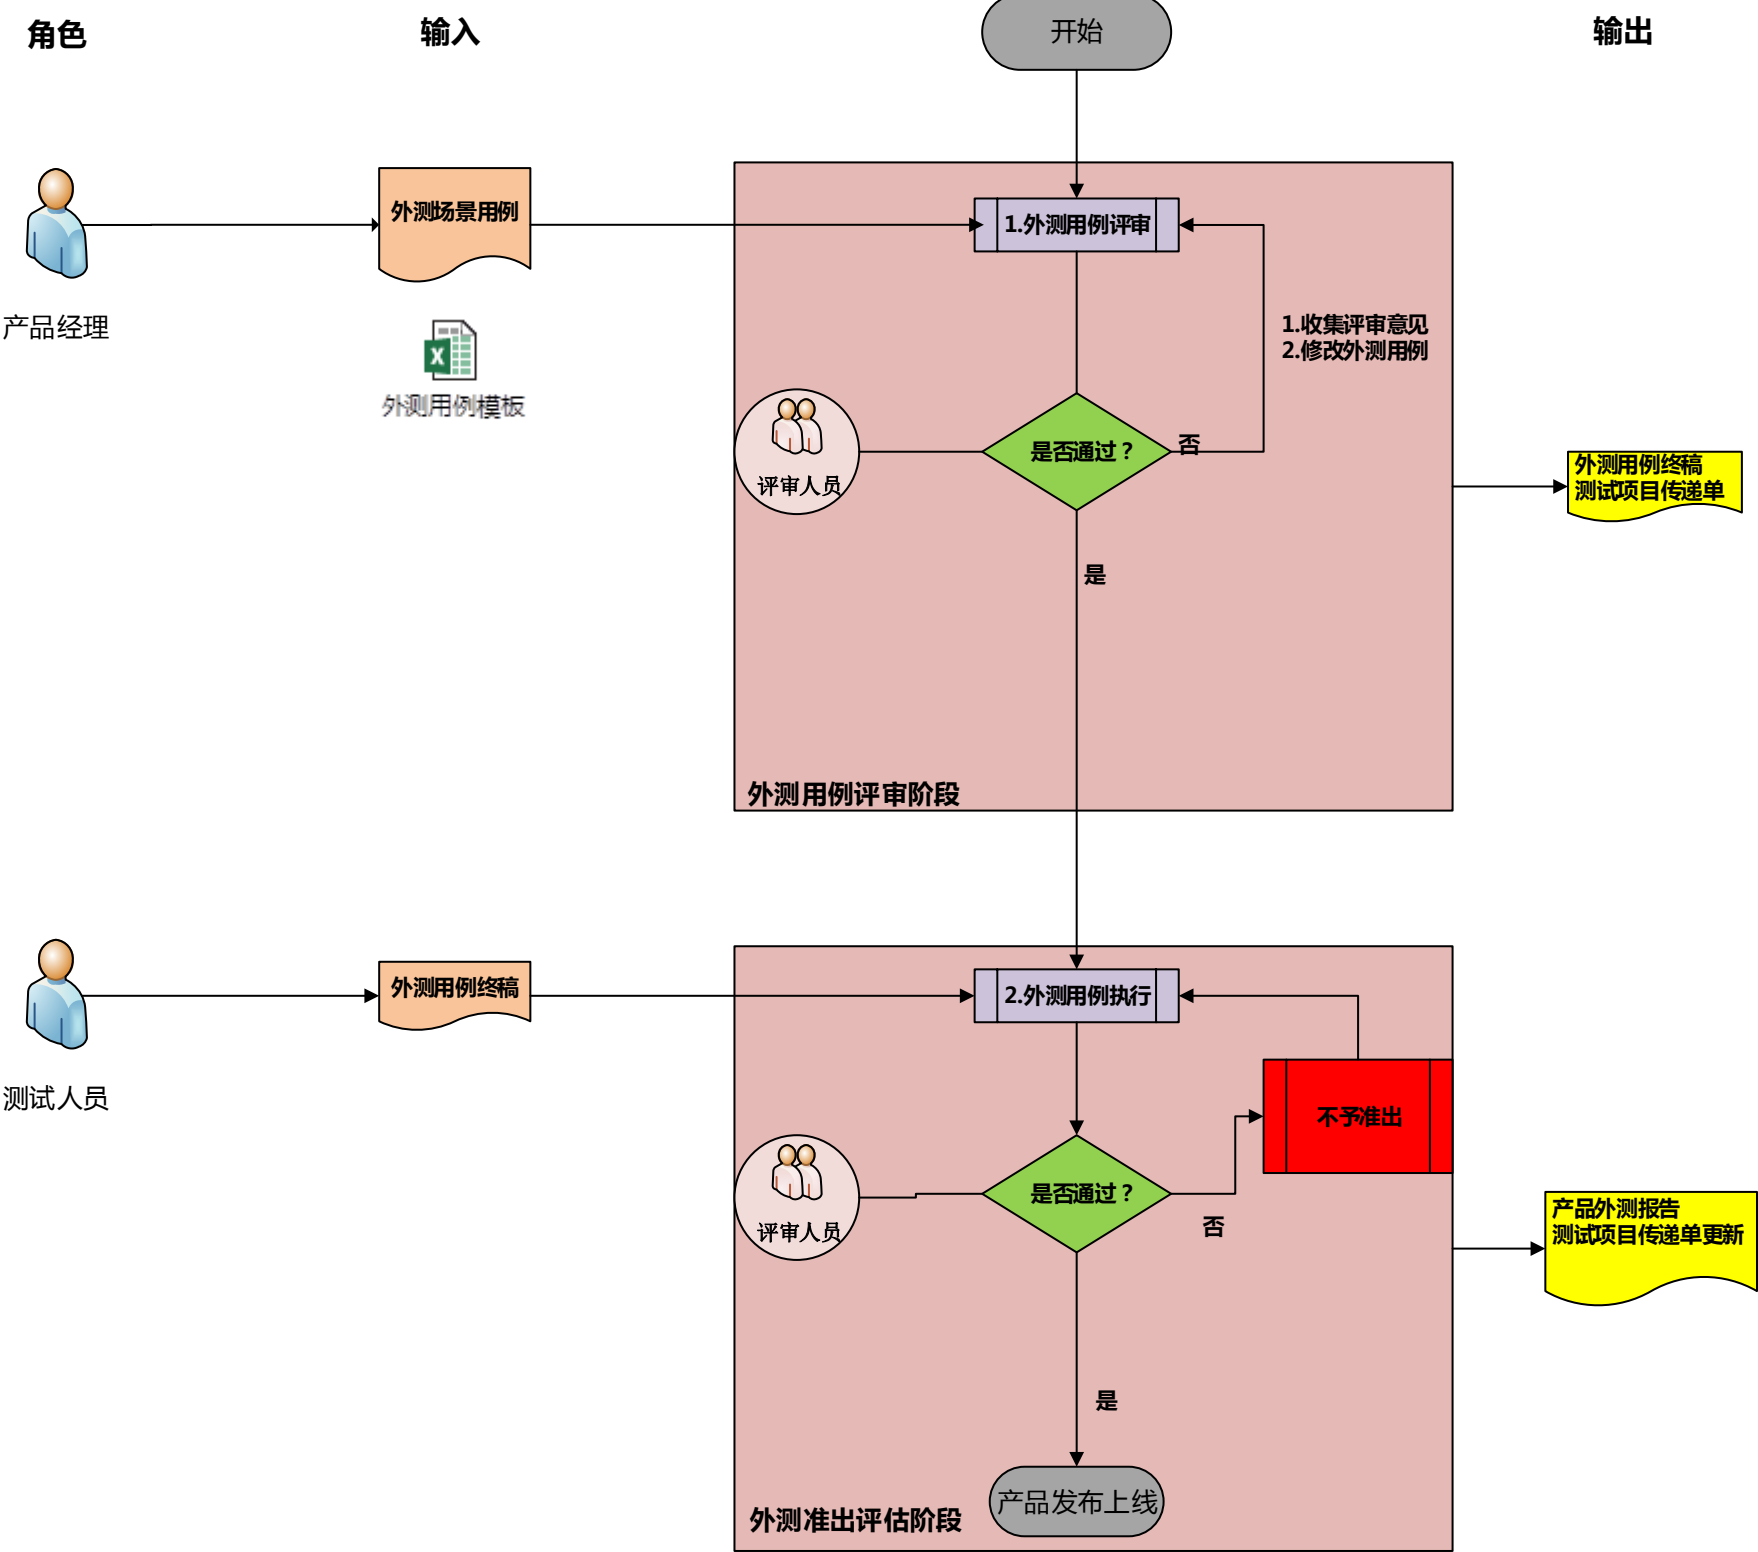 角色
输入
开始
输出
外测场景用例
1.外测用例评审
产品经理
1.收集评审意见
2.修改外测用例
外测用例模板
是否通过？
否
评审人员
外测用例终稿
测试项目传递单
是
外测用例评审阶段
外测用例终稿
2.外测用例执行
测试人员
不予准出
是否通过？
否
评审人员
产品外测报告
测试项目传递单更新
是
产品发布上线
外测准出评估阶段